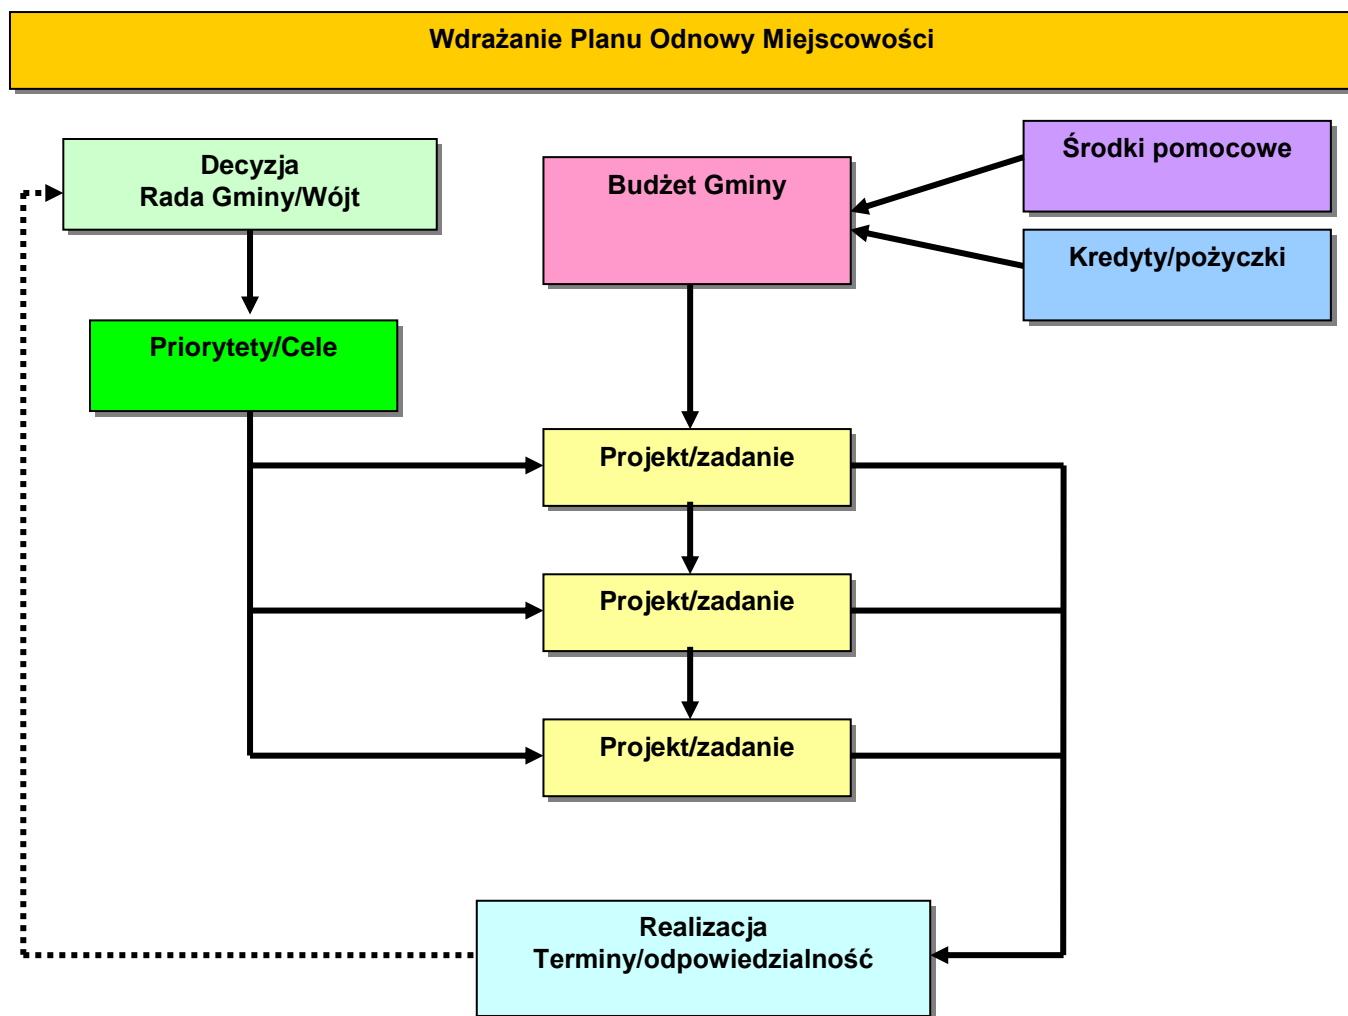 Wdrażanie Planu Odnowy Miejscowości
Decyzja
Rada Gminy/Wójt
Budżet Gminy
Środki pomocowe
Kredyty/pożyczki
Priorytety/Cele
Projekt/zadanie
Projekt/zadanie
Projekt/zadanie
Realizacja
Terminy/odpowiedzialność